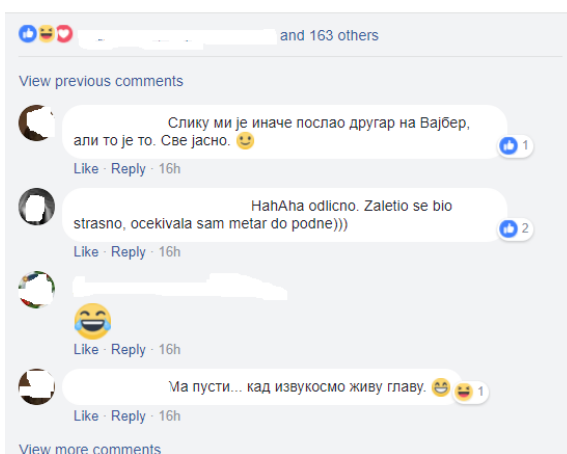 and 163 others
View previous comments
Слику ми је иначе послао другар на Вајбер,
али то је то. Све јасно.
1
Like · Reply · 16h
HahAha odlicno. Zaletio se bio
strasno, ocekivala sam metar do podne)))
2
Like · Reply · 16h
Like · Reply · 16h
Ма пусти... кад извукосмо живу главу.
1
Like · Reply · 16h
View more comments